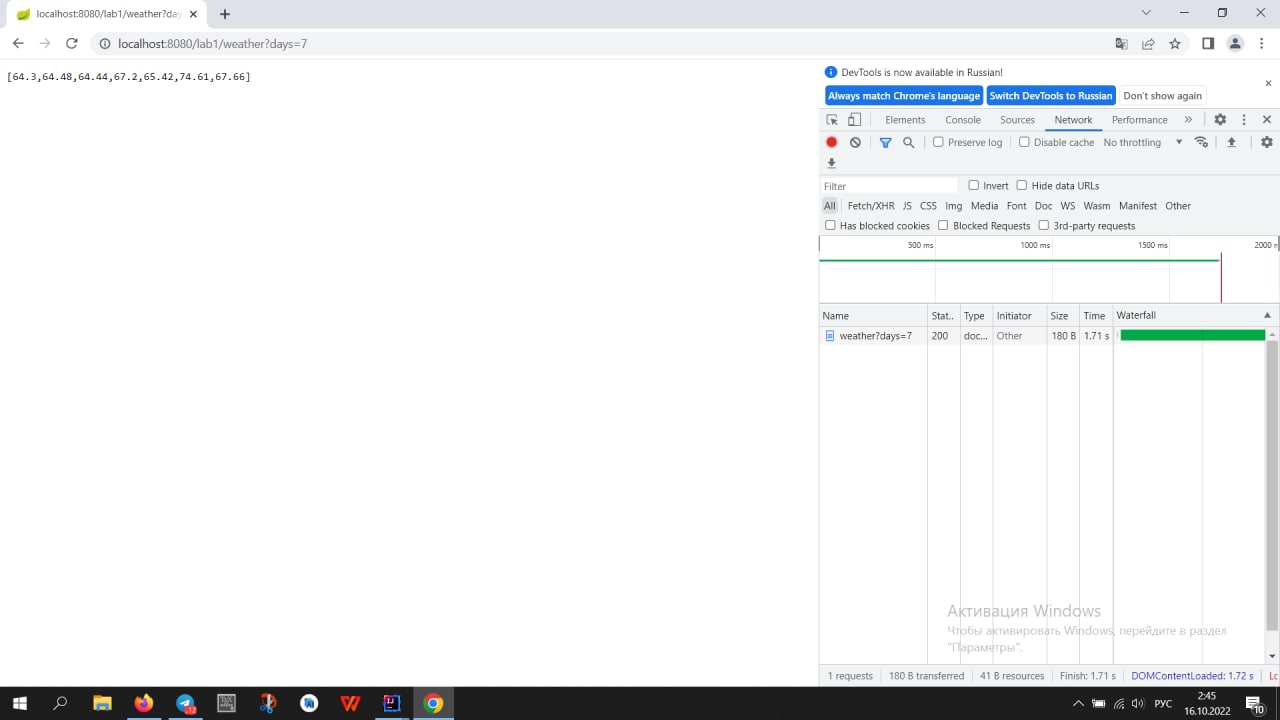 localhost:8080/lab1/weather?da
localhost:8080/lab1/weather?days=7
[64.3,64.48,64.44,67.2,65.42,74.61,67.66]
DevTools is now available in Russian!
Always match Chrome's language Switch DevTools to Russian Don't show again
Elements Console Sources Network Performance
Preserve log Disable cache No throttling
Filter Invert Hide data URLs
All Fetch/XHR JS CSS Img Media Font Doc WS Wasm Manifest Other
Has blocked cookies Blocked Requests 3rd-party requests
500 ms 1000 ms 1500 ms 2000
Name Stat.. Type Initiator Size Time Waterfall
weather?days=7 200 doc... Other 180 B 1.71 s
Активация Windows
Чтобы активировать Windows, перейдите в раздел
"Параметры".
1 requests 180 B transferred 41 B resources Finish: 1.71 s DOMContentLoaded: 1.72 s Lo
12 РУС 2:45
16.10.2022 10